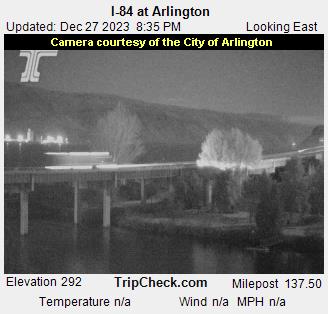 I-84 at Arlington
Updated: Dec 27 2023 8:35 PM Looking East
Camera courtesy of the City of Arlington
Elevation 292 TripCheck.com Milepost 137.50
Temperature n/a Wind n/a MPH n/a